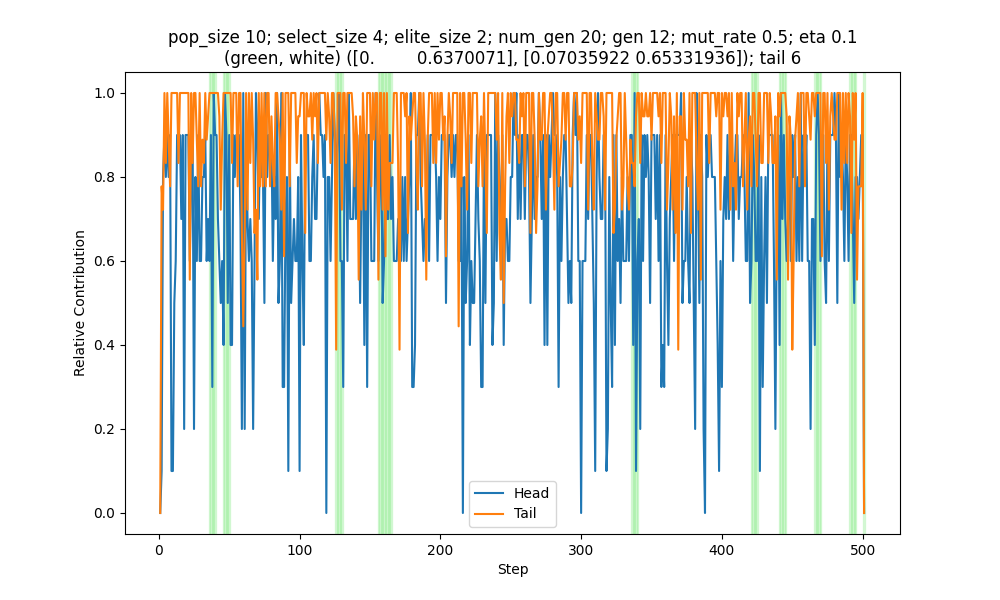 pop_size 10; select_size 4; elite_size 2; num_gen 20; gen 12; mut_rate 0.5; eta 0.1
(green, white) ([0.        0.6370071], [0.07035922 0.65331936]); tail 6
Relative Contribution
1.0
0.8
0.6
0.4
0.2
0.0
Head
Tail
0 100 200 300 400 500
Step